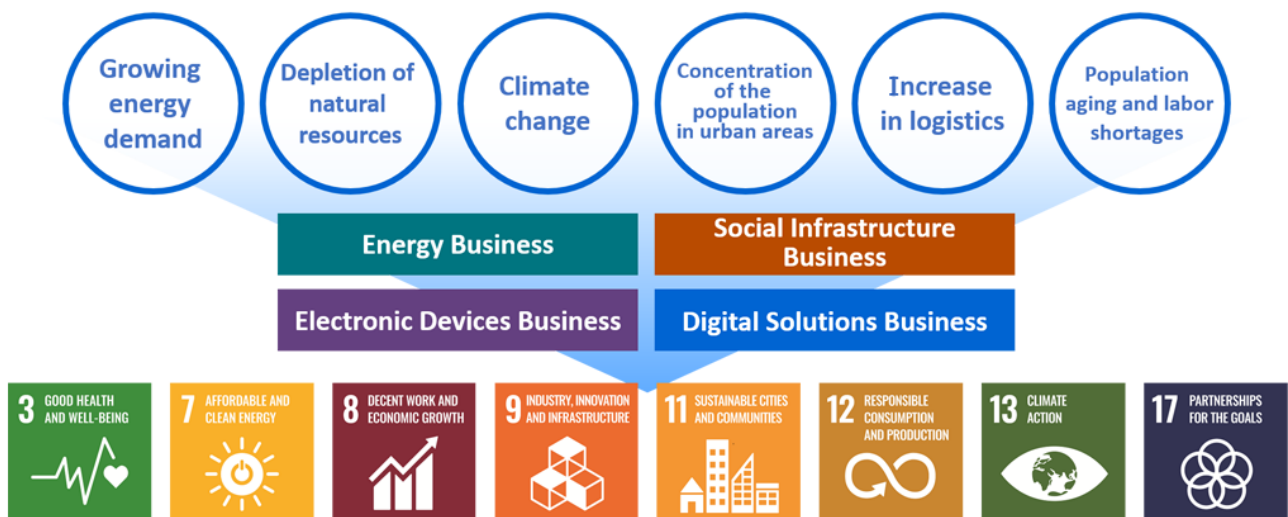 Growing
energy
demand
Depletion of
natural
resources
Climate
change
Concentration
of the
population
in urban areas
Increase
in logistics
Population
aging and labor
shortages
Energy Business
Social Infrastructure
Business
Electronic Devices Business
Digital Solutions Business
3 GOOD HEALTH
AND WELL-BEING
7 AFFORDABLE AND
CLEAN ENERGY
8 DECENT WORK AND
ECONOMIC GROWTH
9 INDUSTRY, INNOVATION
AND INFRASTRUCTURE
11 SUSTAINABLE CITIES
AND COMMUNITIES
12 RESPONSIBLE
CONSUMPTION
AND PRODUCTION
13 CLIMATE
ACTION
17 PARTNERSHIPS
FOR THE GOALS